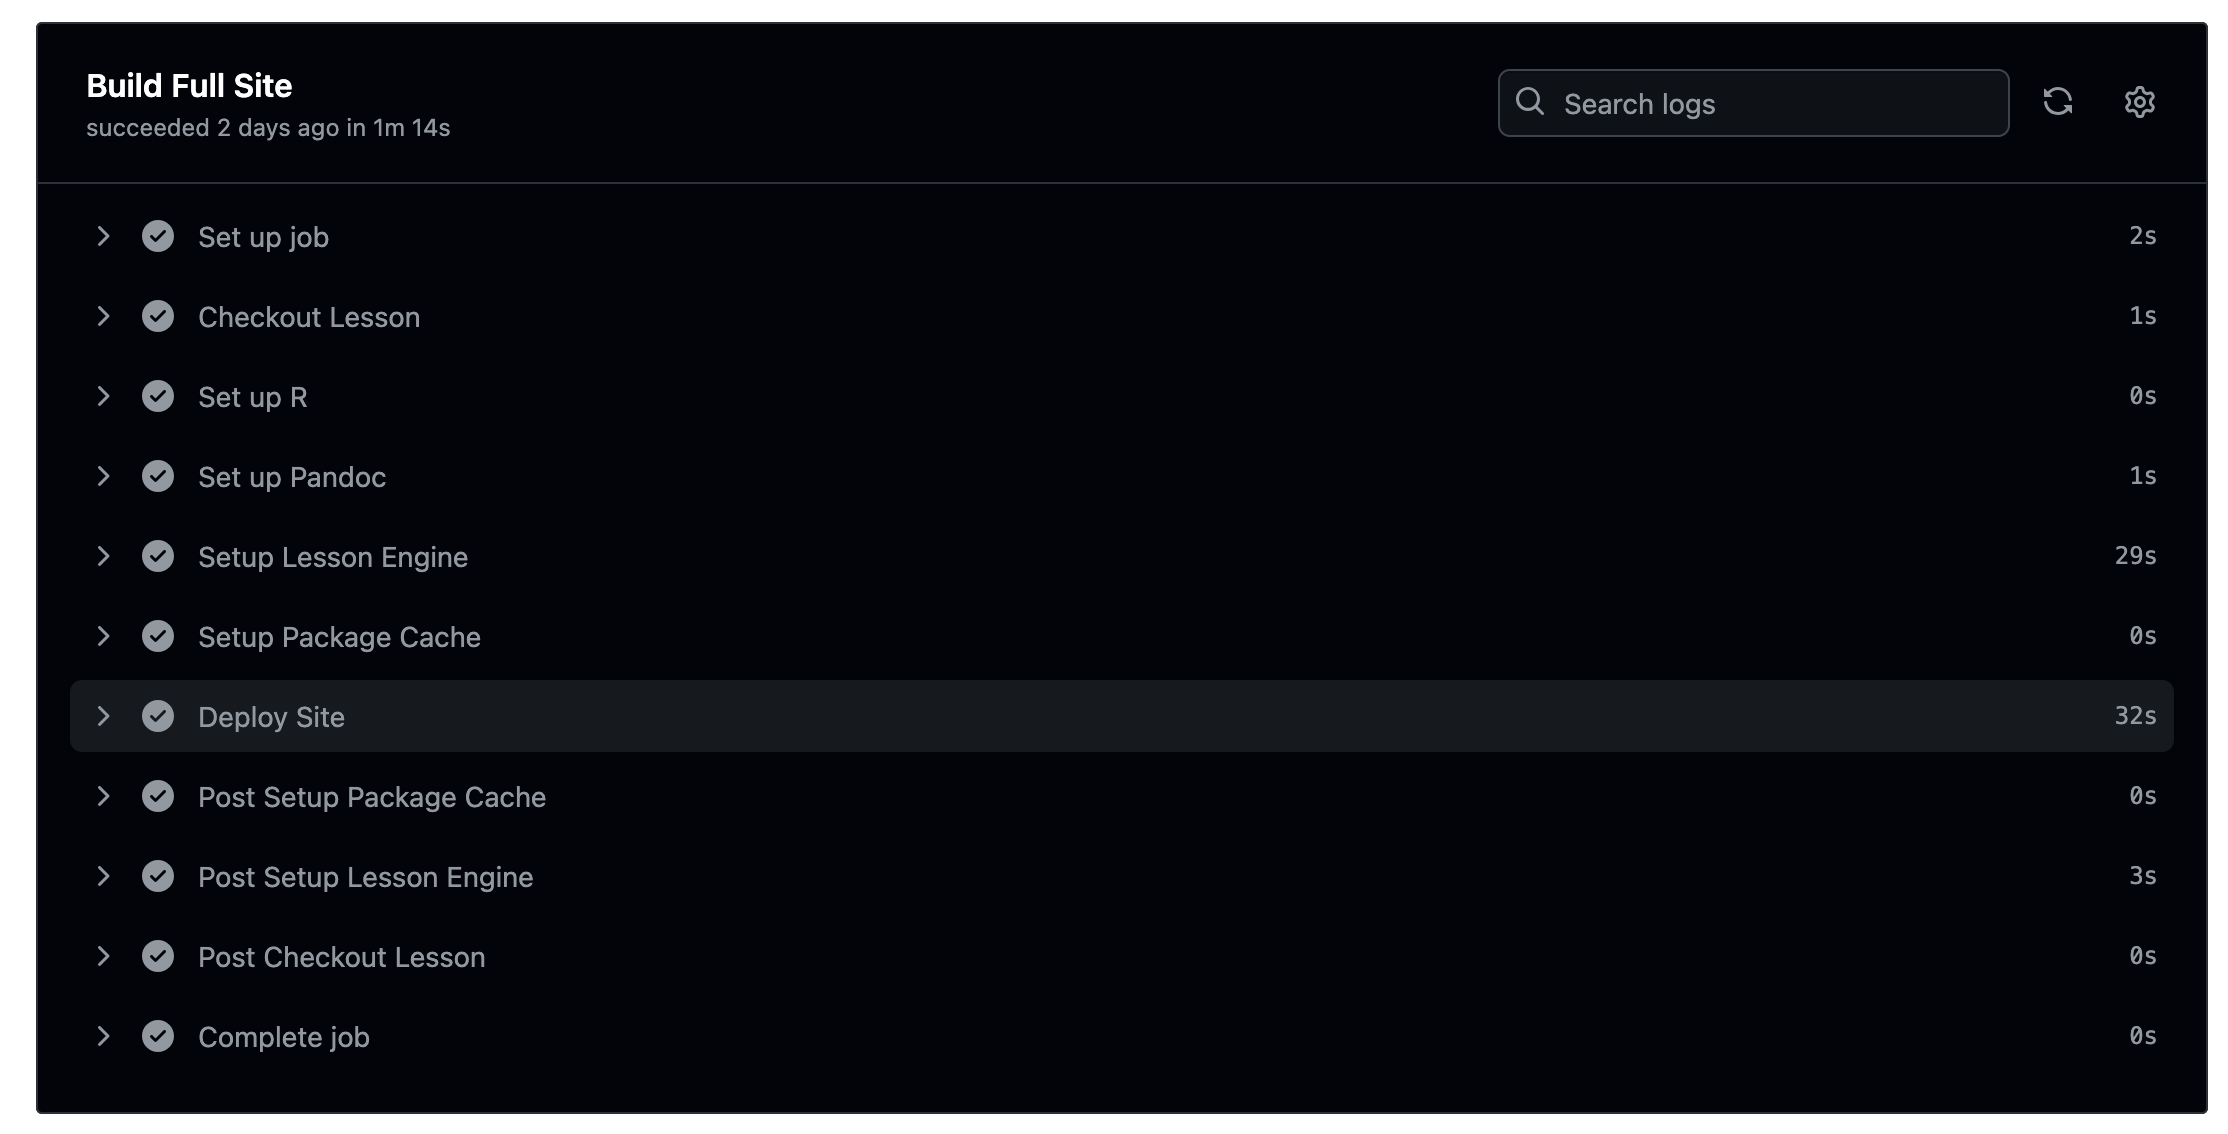 Build Full Site
succeeded 2 days ago in 1m 14s
Search logs
Set up job 2s
Checkout Lesson 1s
Set up R 0s
Set up Pandoc 1s
Setup Lesson Engine 29s
Setup Package Cache 0s
Deploy Site 32s
Post Setup Package Cache 0s
Post Setup Lesson Engine 3s
Post Checkout Lesson 0s
Complete job 0s